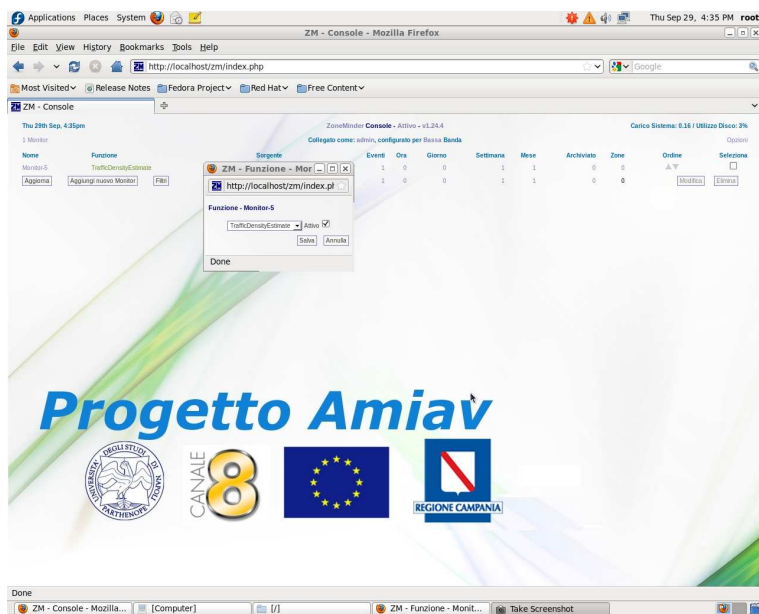 Applications Places System Thu Sep 29, 4:35 PM root
ZM - Console - Mozilla Firefox
File Edit View History Bookmarks Tools Help
http://localhost/zm/index.php Google
Most Visited Release Notes Fedora Project Red Hat Free Content
ZM - Console
Thu 29th Sep, 4:35pm ZoneMinder Console - Attivo - v1.24.4 Carico Sistema: 0.16 / Utilizzo Disco: 3%
1 Monitor Collegato come: admin, configurato per Bassa Banda Opzioni
Nome Funzione Sorgente Eventi Ora Giorno Settimana Mese Archiviato Zone Ordine Seleziona
Monitor-5 TrafficDensityEstimate 1 0 0 1 1 0 0
Aggiorna Aggiungi nuovo Monitor Filtri 1 0 0 1 1 0 0 Modifica Elimina
ZM - Funzione - Mor
http://localhost/zm/index.pl
Funzione - Monitor-5
TrafficDensityEstimate Attivo
Salva Annulla
Done
Progetto Amiav
UNIVERSITA' DEGLI STUDI DI NAPOLI
PARTHENOPE
CANALE 8
REGIONE CAMPANIA
Done
ZM - Console - Mozilla... [Computer] [/] ZM - Funzione - Monit... Take Screenshot